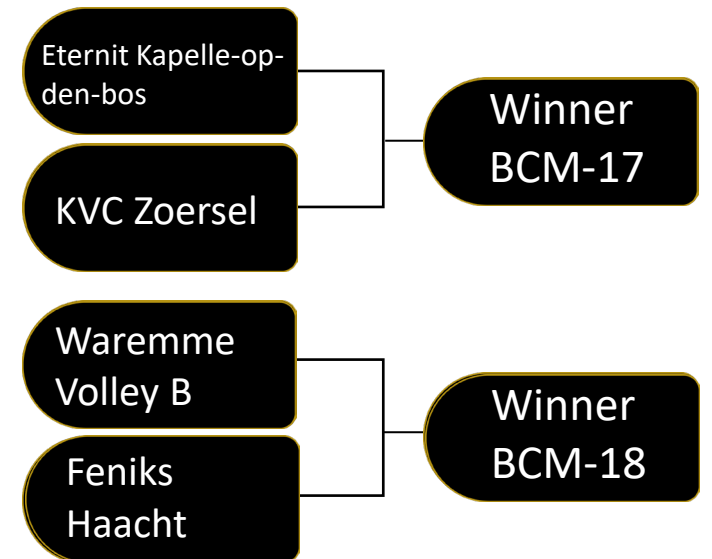 Eternit Kapelle-op-
den-bos
Winner
BCM-17
KVC Zoersel
Waremme
Volley B
Winner
BCM-18
Feniks
Haacht